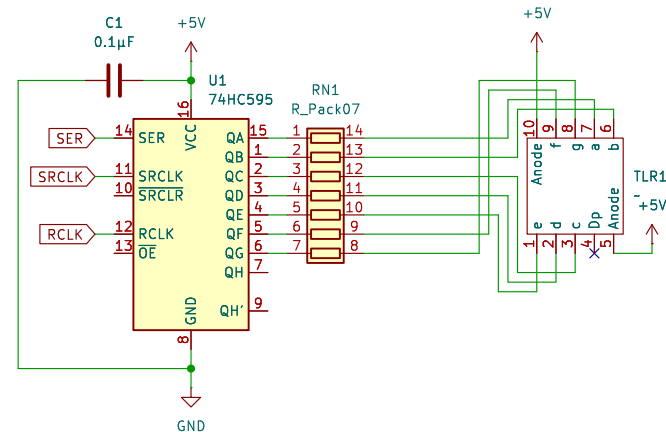 C1
0.1µF
+5V
U1
74HC595
16
VCC
SER
14
SER
SRCLK
11
SRCLK
10
SRCLR
RCLK
12
RCLK
13
OE
GND
8
GND
QA
15
QB
1
QC
2
QD
3
QE
4
QF
5
QG
6
QH
7
QH'
9
RN1
R_Pack07
1
14
2
13
3
12
4
11
5
10
6
9
7
8
+5V
10
9
8
7
6
Anode
f
g
a
b
TLR1
~
+5V
e
d
c
Dp
Anode
1
2
3
4
5